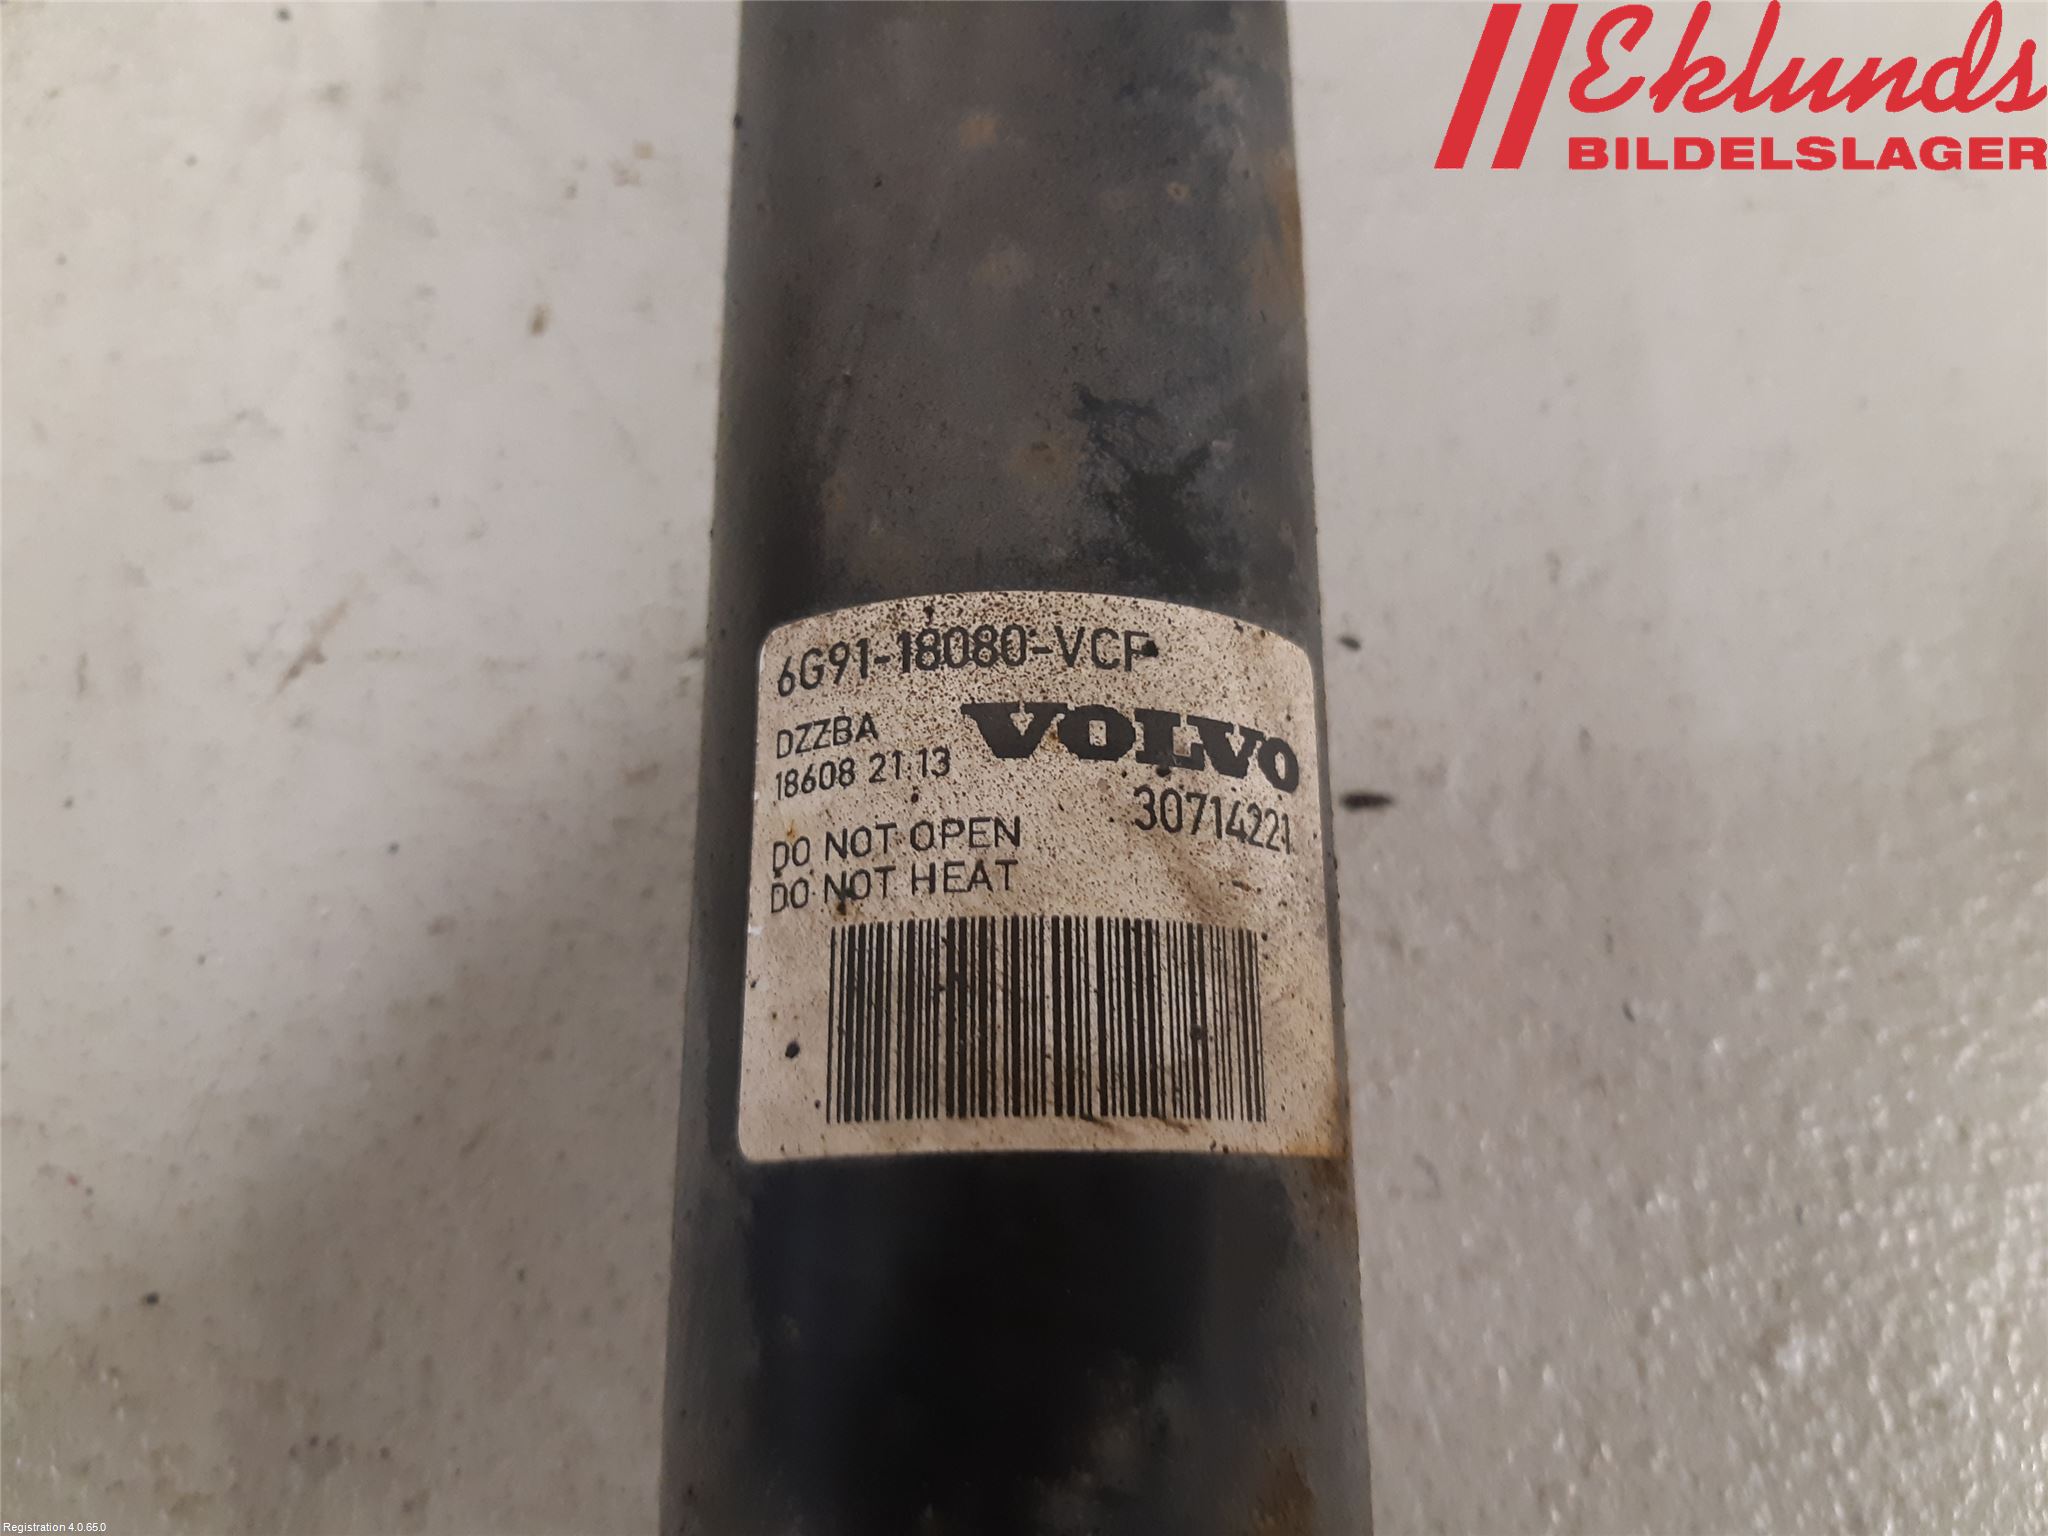 Eklunds
BILDELSLAGER
6G91-18080-VCP
DZZBA
VOLVO
18608 21:13
30714221
DO NOT OPEN
DO NOT HEAT
Registration 4.0.65.0